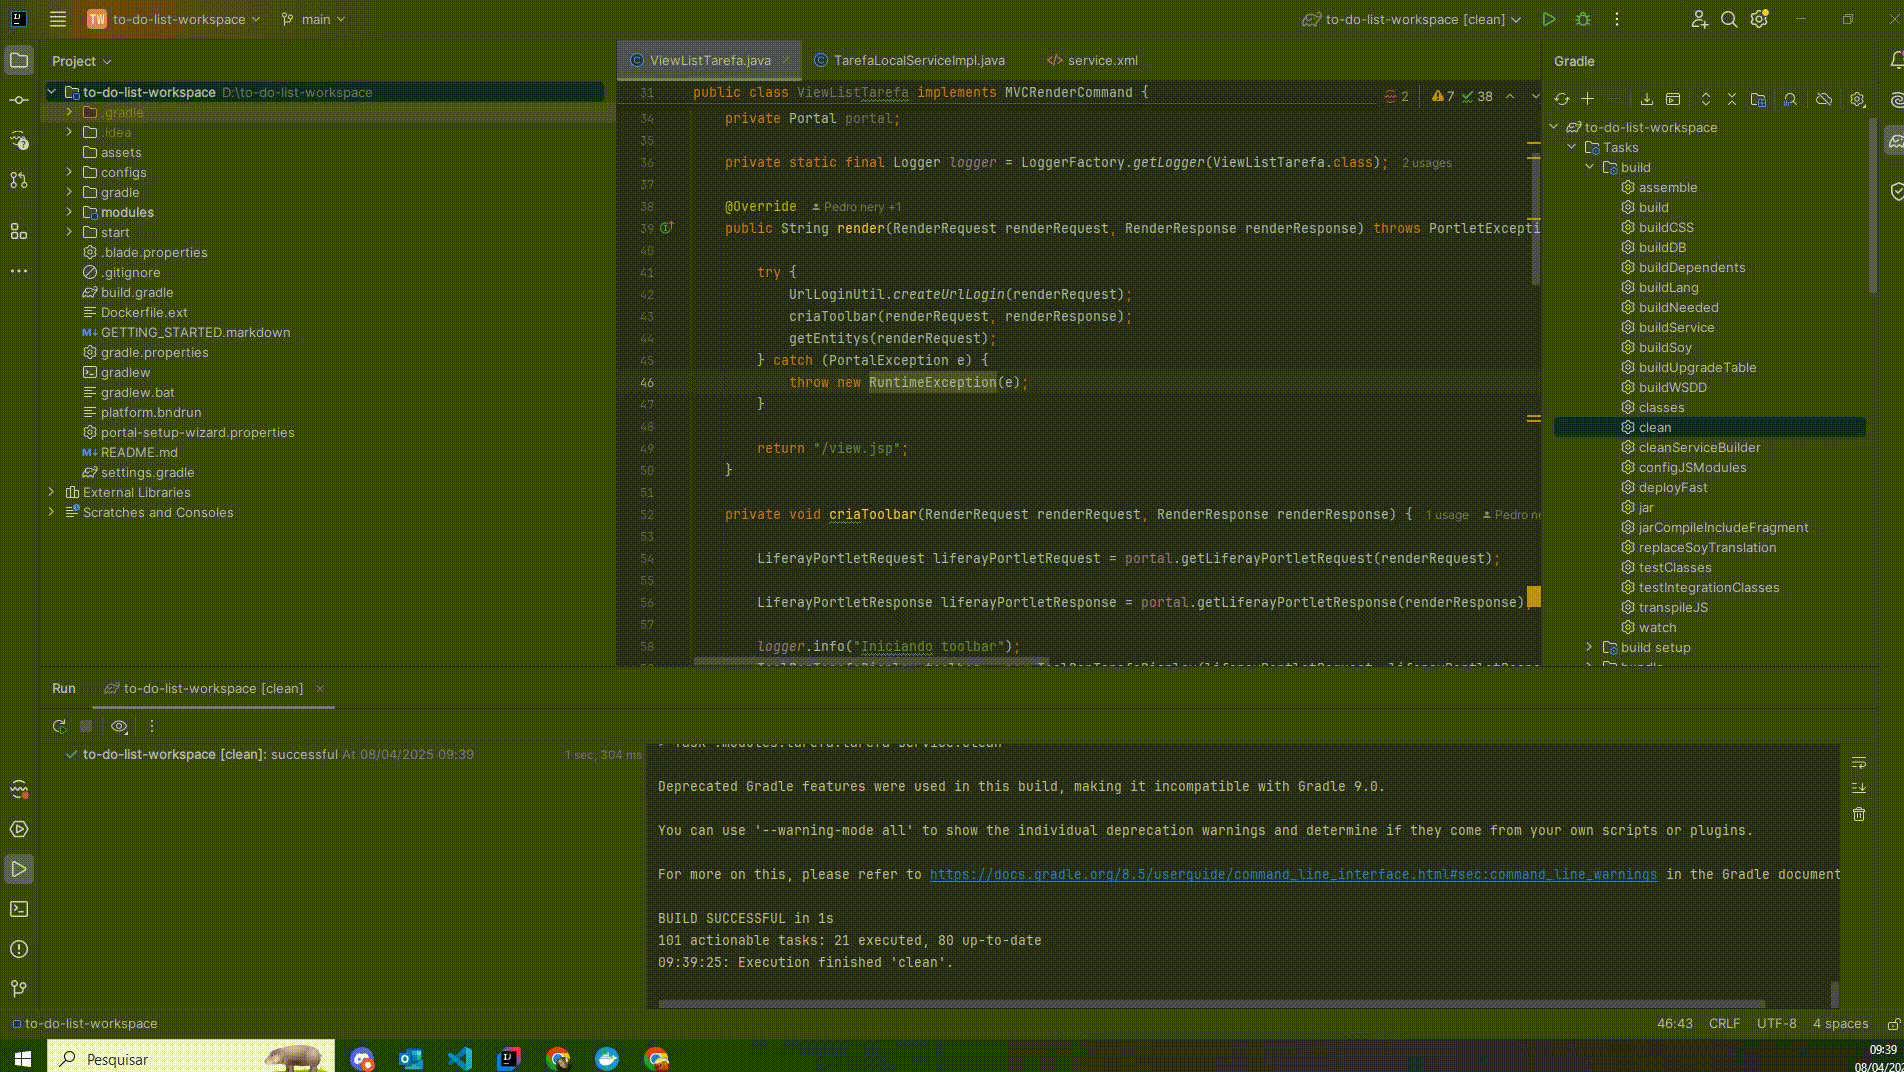 TW to-do-list-workspace main to-do-list-workspace [clean]
Project
to-do-list-workspace D:\to-do-list-workspace
.gradle
.idea
assets
configs
gradle
modules
start
.blade.properties
.gitignore
build.gradle
Dockerfile.ext
M↓ GETTING_STARTED.markdown
gradle.properties
gradlew
gradlew.bat
platform.bndrun
portal-setup-wizard.properties
M↓ README.md
settings.gradle
External Libraries
Scratches and Consoles
ViewListTarefa.java TarefaLocalServiceImpl.java service.xml
2 7 38
31 public class ViewListTarefa implements MVCRenderCommand {
34 private Portal portal;
35
36 private static final Logger logger = LoggerFactory.getLogger(ViewListTarefa.class); 2 usages
37
38 @Override Pedro nery +1
39 public String render(RenderRequest renderRequest, RenderResponse renderResponse) throws PortletExcepti
40
41 try {
42 UrlLoginUtil.createUrlLogin(renderRequest);
43 criaToolbar(renderRequest, renderResponse);
44 getEntitys(renderRequest);
45 } catch (PortalException e) {
46 throw new RuntimeException(e);
47 }
48
49 return "/view.jsp";
50 }
51
52 private void criaToolbar(RenderRequest renderRequest, RenderResponse renderResponse) { 1 usage Pedro ne
53
54 LiferayPortletRequest liferayPortletRequest = portal.getLiferayPortletRequest(renderRequest);
55
56 LiferayPortletResponse liferayPortletResponse = portal.getLiferayPortletResponse(renderResponse)
57
58 logger.info("Iniciando toolbar");
Gradle
to-do-list-workspace
Tasks
build
assemble
build
buildCSS
buildDB
buildDependents
buildLang
buildNeeded
buildService
buildSoy
buildUpgradeTable
buildWSDD
classes
clean
cleanServiceBuilder
configJSModules
deployFast
jar
jarCompileIncludeFragment
replaceSoyTranslation
testClasses
testIntegrationClasses
transpileJS
watch
build setup
Run to-do-list-workspace [clean]
to-do-list-workspace [clean]: successful At 08/04/2025 09:39 1 sec, 304 ms
> Task :modules:tarefa:tarefa-service:clean
Deprecated Gradle features were used in this build, making it incompatible with Gradle 9.0.
You can use '--warning-mode all' to show the individual deprecation warnings and determine if they come from your own scripts or plugins.
For more on this, please refer to https://docs.gradle.org/8.5/userguide/command_line_interface.html#sec:command_line_warnings in the Gradle document
BUILD SUCCESSFUL in 1s
101 actionable tasks: 21 executed, 80 up-to-date
09:39:25: Execution finished 'clean'.
to-do-list-workspace 46:43 CRLF UTF-8 4 spaces
Pesquisar
09:39
08/04/202